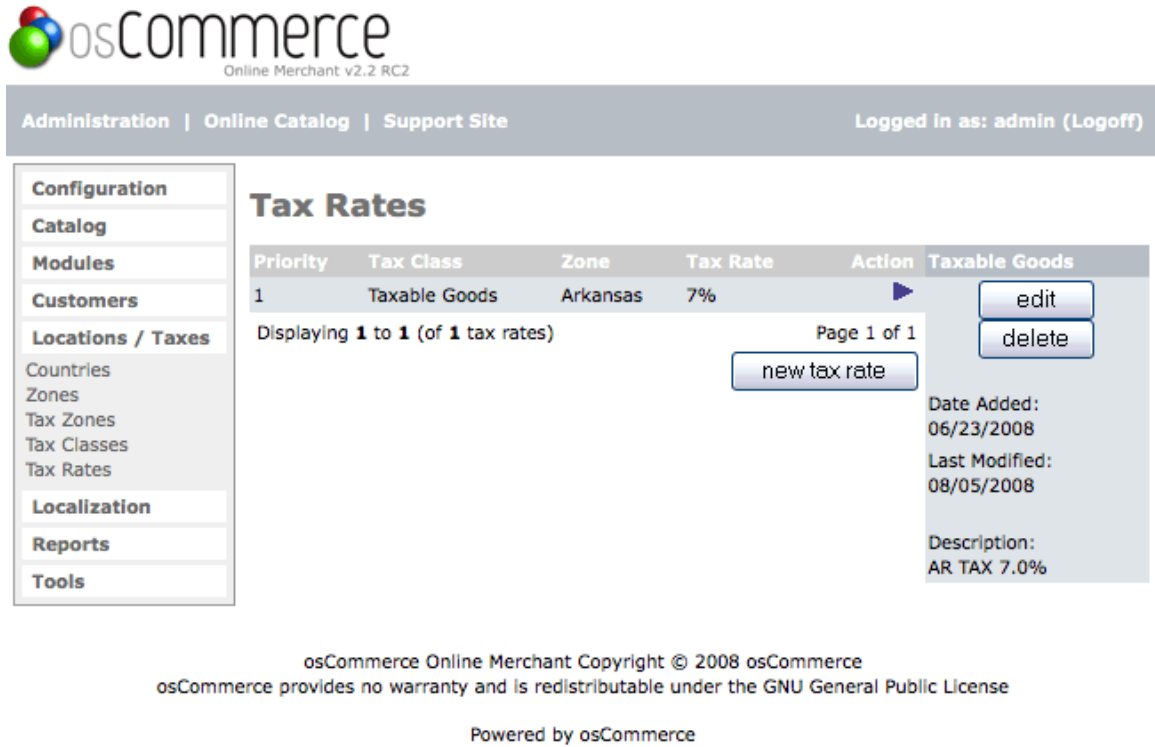 osCommerce
Online Merchant v2.2 RC2
Administration | Online Catalog | Support Site
Logged in as: admin (Logoff)
Configuration
Catalog
Modules
Customers
Locations / Taxes
Countries
Zones
Tax Zones
Tax Classes
Tax Rates
Localization
Reports
Tools
Tax Rates
Priority Tax Class Zone Tax Rate Action
1 Taxable Goods Arkansas 7%
Displaying 1 to 1 (of 1 tax rates) Page 1 of 1
new tax rate
Taxable Goods
edit
delete
Date Added:
06/23/2008
Last Modified:
08/05/2008
Description:
AR TAX 7.0%
osCommerce Online Merchant Copyright © 2008 osCommerce
osCommerce provides no warranty and is redistributable under the GNU General Public License
Powered by osCommerce